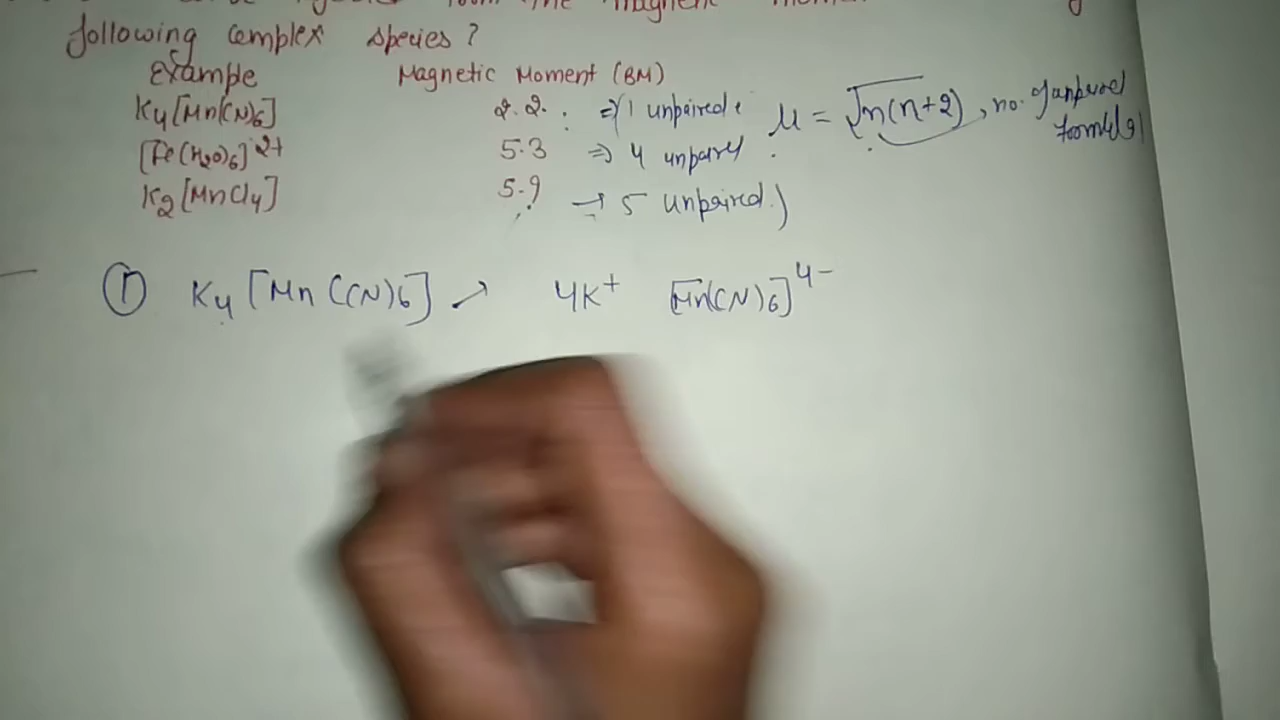 following complex species?
Example Magnetic Moment (BM)
K4[Mn(CN)6] 2.2. ⇒ 1 unpaired e μ = √n(n+2), no. of unpaired
[Fe(H2O)6]2+ 5.3 ⇒ 4
K2[MnCl4] 5.9 → 5 unpaired.)
① K4[Mn(CN)6] → 4K+ [Mn(CN)6]4−